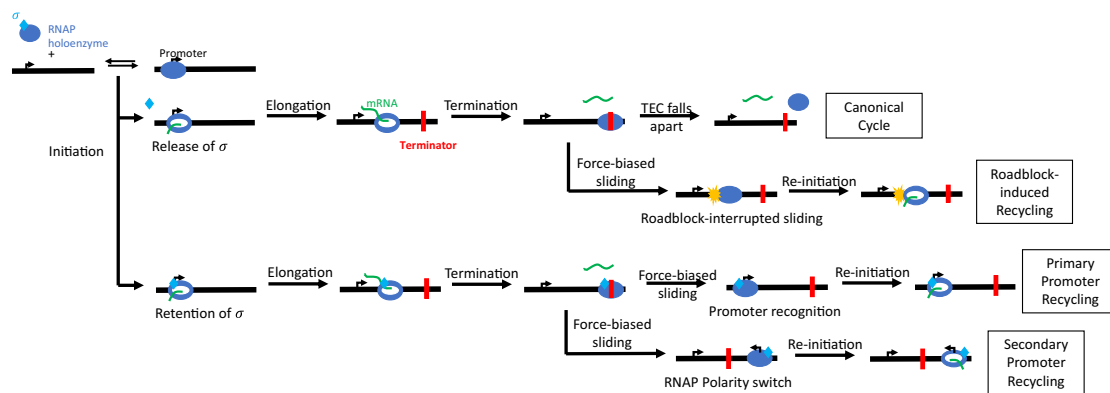 σ
RNAP
holoenzyme
+
Promoter
Initiation
Release of σ
Elongation
mRNA
Terminator
Termination
TEC falls
apart
Canonical
Cycle
Force-biased
sliding
Roadblock-interrupted sliding
Re-initiation
Roadblock-
induced
Recycling
Retention of σ
Elongation
Termination
Force-biased
sliding
Promoter recognition
Re-initiation
Primary
Promoter
Recycling
Force-biased
sliding
RNAP Polarity switch
Re-initiation
Secondary
Promoter
Recycling